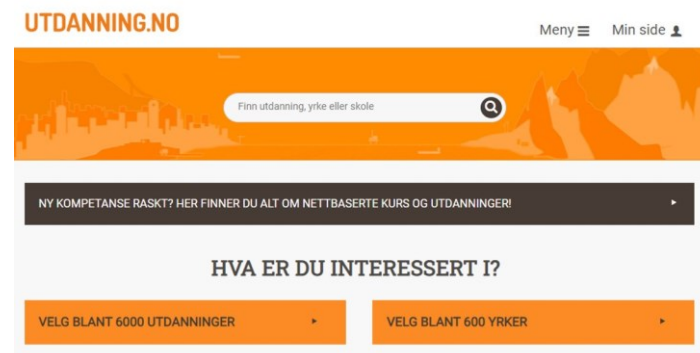 UTDANNING.NO
Meny
Min side
Finn utdanning, yrke eller skole
NY KOMPETANSE RASKT? HER FINNER DU ALT OM NETTBASERTE KURS OG UTDANNINGER!
HVA ER DU INTERESSERT I?
VELG BLANT 6000 UTDANNINGER
VELG BLANT 600 YRKER